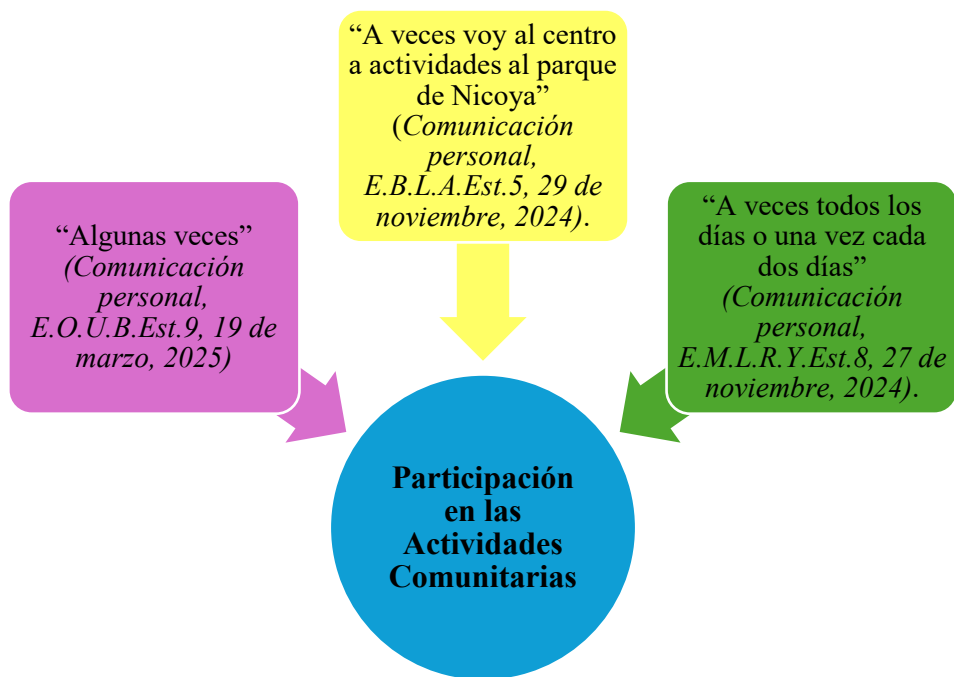 “A veces voy al centro
a actividades al parque
de Nicoya”
(Comunicación
personal,
E.B.L.A.Est.5, 29 de
noviembre, 2024).
“Algunas veces”
(Comunicación
personal,
E.O.U.B.Est.9, 19 de
marzo, 2025)
“A veces todos los
días o una vez cada
dos días”
(Comunicación
personal,
E.M.L.R.Y.Est.8, 27 de
noviembre, 2024).
Participación
en las
Actividades
Comunitarias